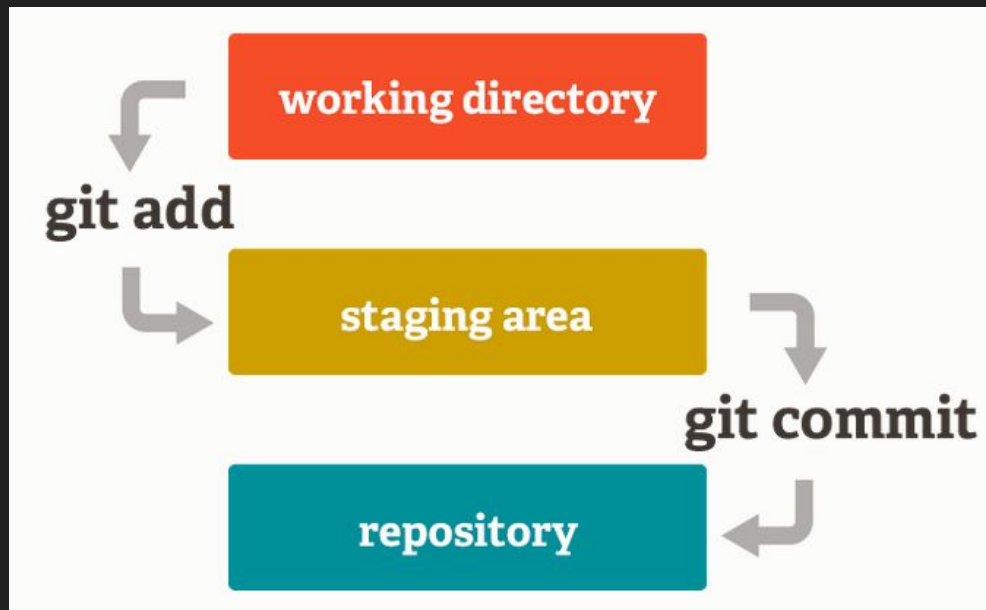 working directory
git add
staging area
git commit
repository